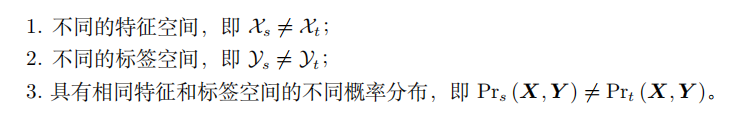 1. 不同的特征空间，即 𝒳ₛ ≠ 𝒳ₜ；
2. 不同的标签空间，即 𝒴ₛ ≠ 𝒴ₜ；
3. 具有相同特征和标签空间的不同概率分布，即 Prₛ (𝑿, 𝒀) ≠ Prₜ (𝑿, 𝒀)。